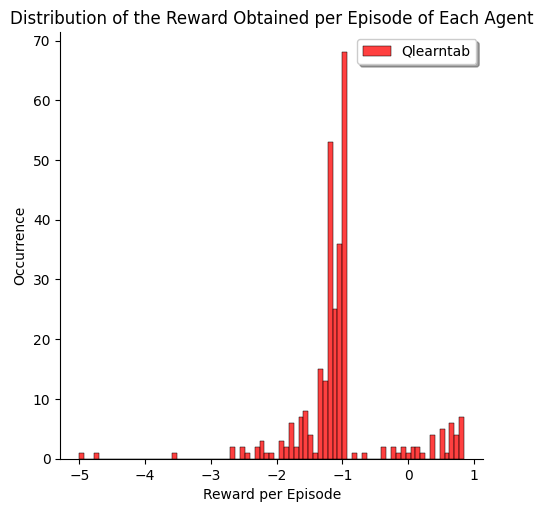 Distribution of the Reward Obtained per Episode of Each Agent
Qlearntab
70
60
50
40
30
20
10
0
Occurrence
−5 −4 −3 −2 −1 0 1
Reward per Episode